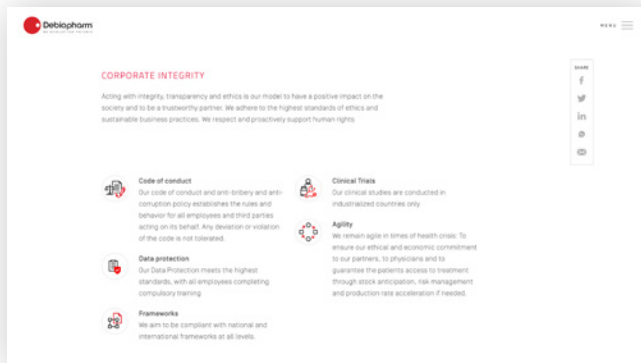 Debiopharm
WE DEVELOP FOR PATIENTS
MENU
CORPORATE INTEGRITY
Acting with integrity, transparency and ethics is our model to have a positive impact on the
society and to be a trustworthy partner. We adhere to the highest standards of ethics and
sustainable business practices. We respect and proactively support human rights
SHARE
Code of conduct
Our code of conduct and anti-bribery and anti-
corruption policy establishes the rules and
behavior for all employees and third parties
acting on its behalf. Any deviation or violation
of the code is not tolerated.
Data protection
Our Data Protection meets the highest
standards, with all employees completing
compulsory training
Frameworks
We aim to be compliant with national and
international frameworks at all levels.
Clinical Trials
Our clinical studies are conducted in
industrialized countries only
Agility
We remain agile in times of health crisis: To
ensure our ethical and economic commitment
to our partners, to physicians and to
guarantee the patients access to treatment
through stock anticipation, risk management
and production rate acceleration if needed.